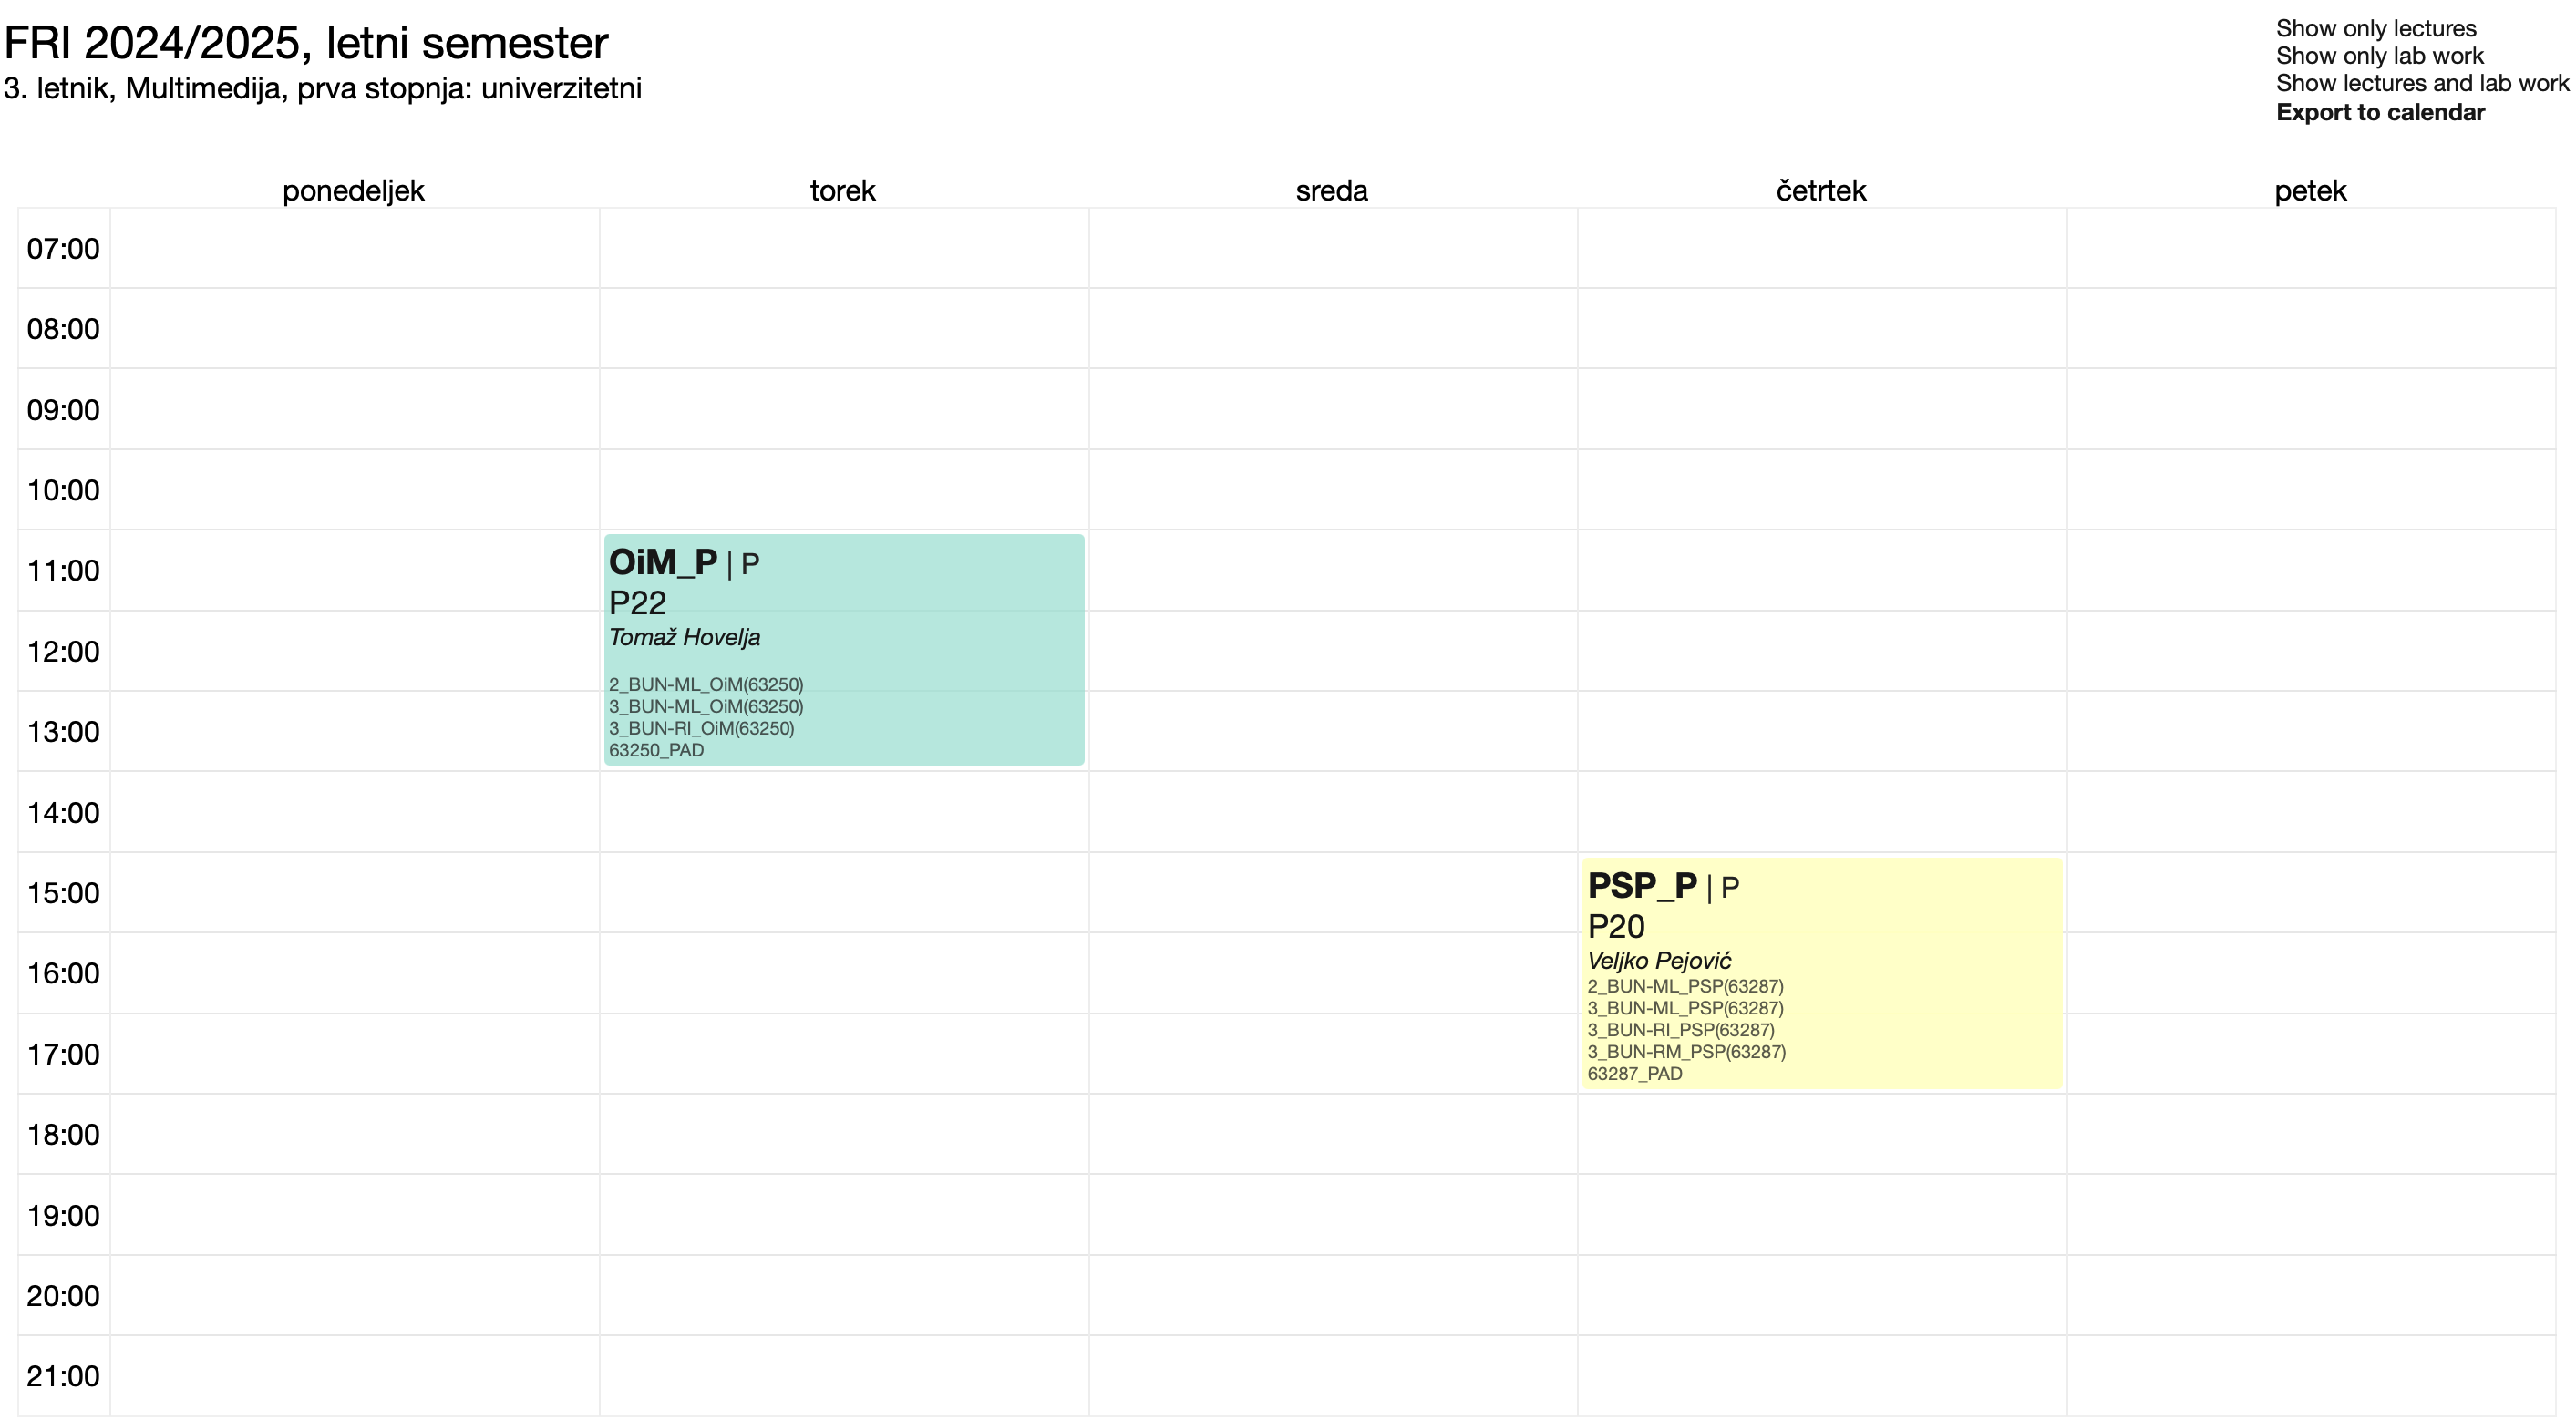 FRI 2024/2025, letni semester
3. letnik, Multimedija, prva stopnja: univerzitetni
Show only lectures
Show only lab work
Show lectures and lab work
Export to calendar
ponedeljek torek sreda četrtek petek
07:00
08:00
09:00
10:00
11:00
OiM_P | P
P22
Tomaž Hovelja
12:00
2_BUN-ML_OiM(63250)
3_BUN-ML_OiM(63250)
3_BUN-RI_OiM(63250)
63250_PAD
13:00
14:00
15:00
PSP_P | P
P20
Veljko Pejović
16:00
2_BUN-ML_PSP(63287)
3_BUN-ML_PSP(63287)
3_BUN-RI_PSP(63287)
3_BUN-RM_PSP(63287)
63287_PAD
17:00
18:00
19:00
20:00
21:00